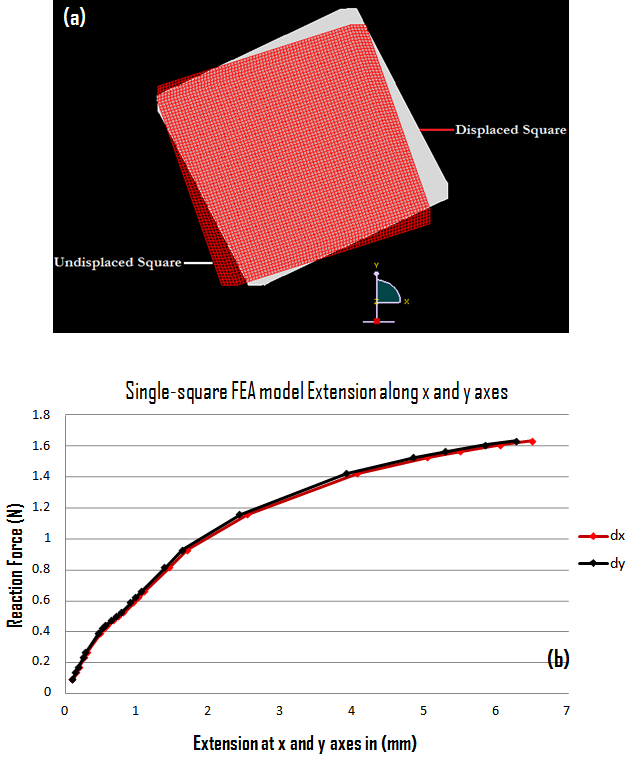 (a)
Displaced Square
Undisplaced Square
Y
Z
X
Single-square FEA model Extension along x and y axes
Reaction Force (N)
1.8
1.6
1.4
1.2
1
0.8
0.6
0.4
0.2
0
0 1 2 3 4 5 6 7
dx
dy
(b)
Extension at x and y axes in (mm)